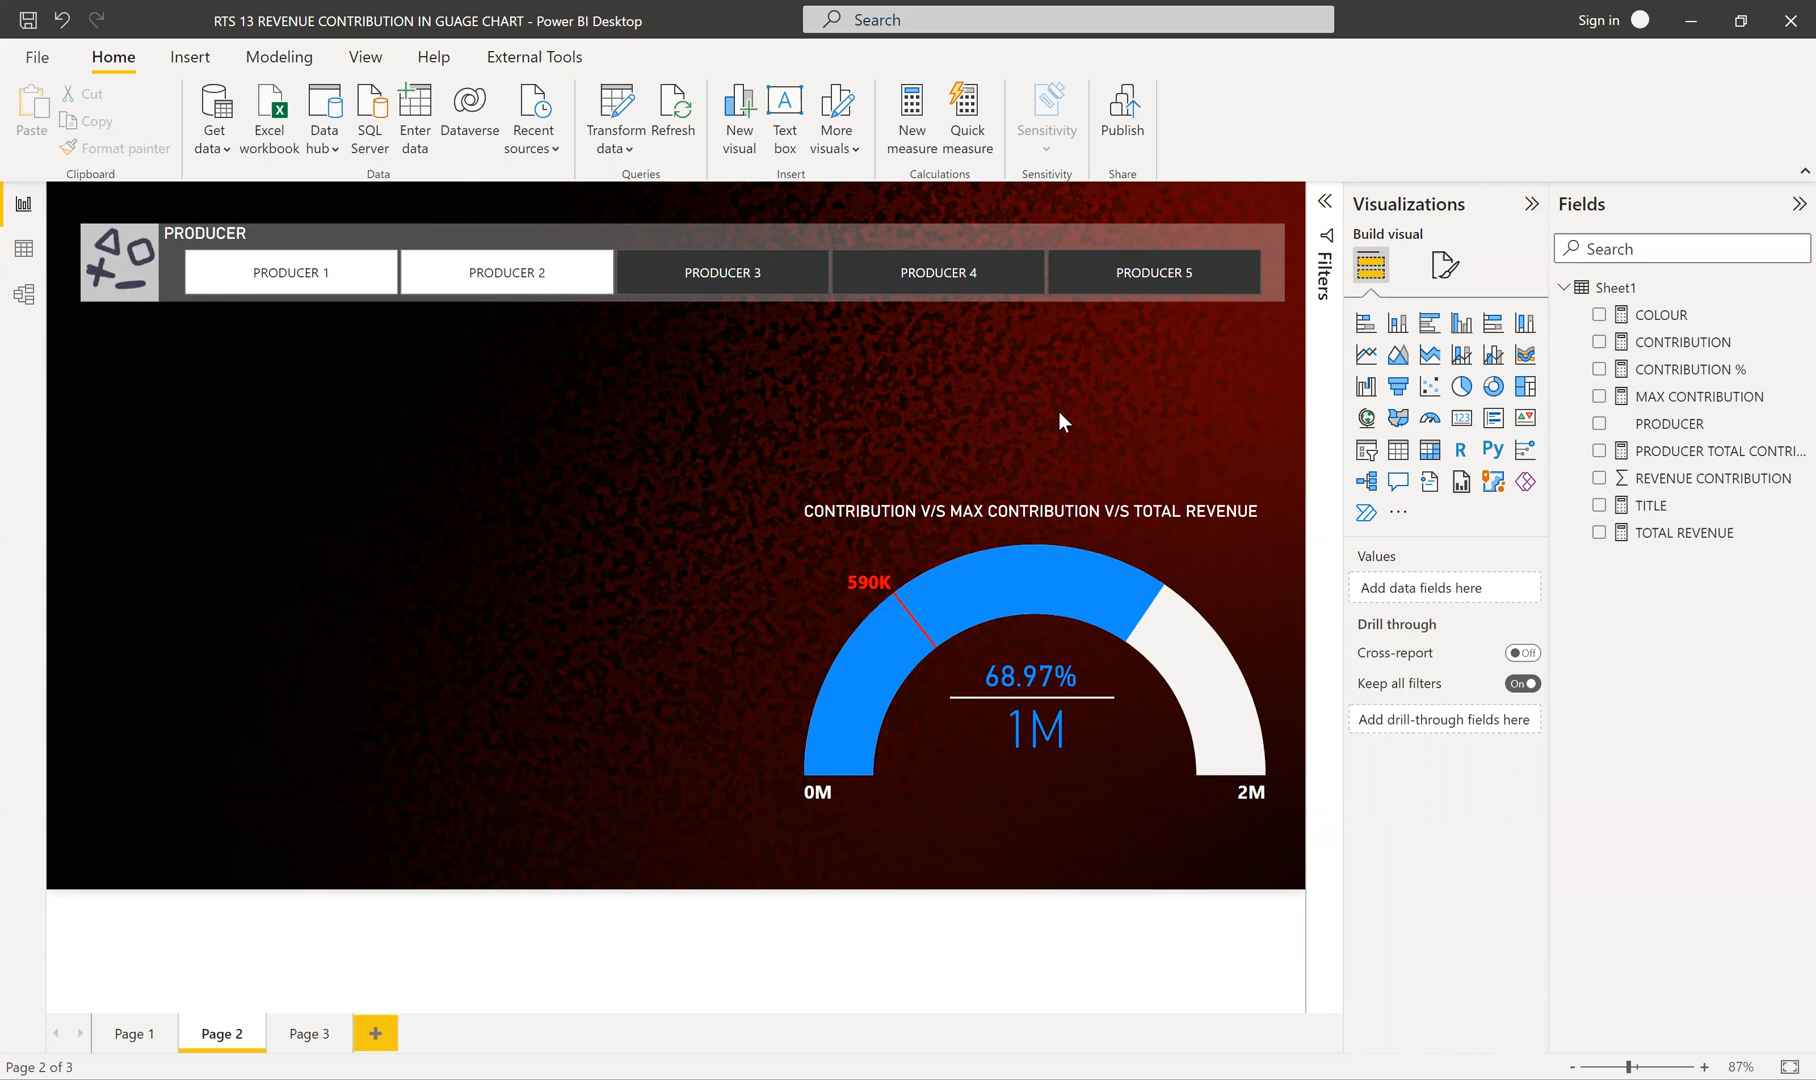 RTS 13 REVENUE CONTRIBUTION IN GUAGE CHART - Power BI Desktop
Search
Sign in
File Home Insert Modeling View Help External Tools
Paste
Cut
Copy
Format painter
Clipboard
Get data
Excel workbook
Data hub
SQL Server
Enter data
Dataverse
Recent sources
Data
Transform data
Refresh
Queries
New visual
A
Text box
More visuals
Insert
New measure
Quick measure
Calculations
Sensitivity
Sensitivity
Publish
Share
PRODUCER
PRODUCER 1
PRODUCER 2
PRODUCER 3
PRODUCER 4
PRODUCER 5
CONTRIBUTION V/S MAX CONTRIBUTION V/S TOTAL REVENUE
590K
68.97%
1M
0M
2M
Filters
Visualizations
Build visual
123
R
Py
Values
Add data fields here
Drill through
Cross-report
Off
Keep all filters
On
Add drill-through fields here
Fields
Search
Sheet1
COLOUR
CONTRIBUTION
CONTRIBUTION %
MAX CONTRIBUTION
PRODUCER
PRODUCER TOTAL CONTRI...
REVENUE CONTRIBUTION
TITLE
TOTAL REVENUE
Page 1
Page 2
Page 3
+
Page 2 of 3
- + 87%